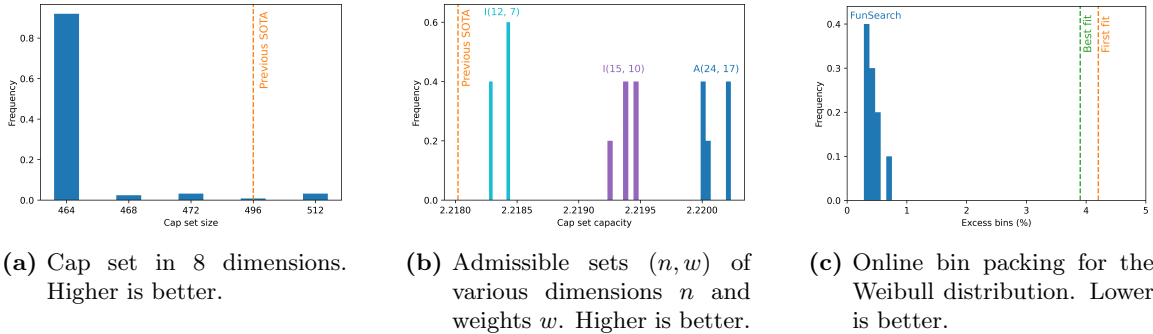 0.8
0.6
0.4
0.2
0.0
Frequency
464
468
472
496
512
Cap set size
Previous SOTA
0.6
0.4
0.2
0.0
Frequency
2.2180
2.2185
2.2190
2.2195
2.2200
Cap set capacity
Previous SOTA
I(12, 7)
I(15, 10)
A(24, 17)
0.4
0.3
0.2
0.1
0.0
Frequency
0
1
2
3
4
5
Excess bins (%)
FunSearch
Best fit
First fit
(a) Cap set in 8 dimensions.
Higher is better.
(b) Admissible sets (n, w) of
various dimensions n and
weights w. Higher is better.
(c) Online bin packing for the
Weibull distribution. Lower
is better.